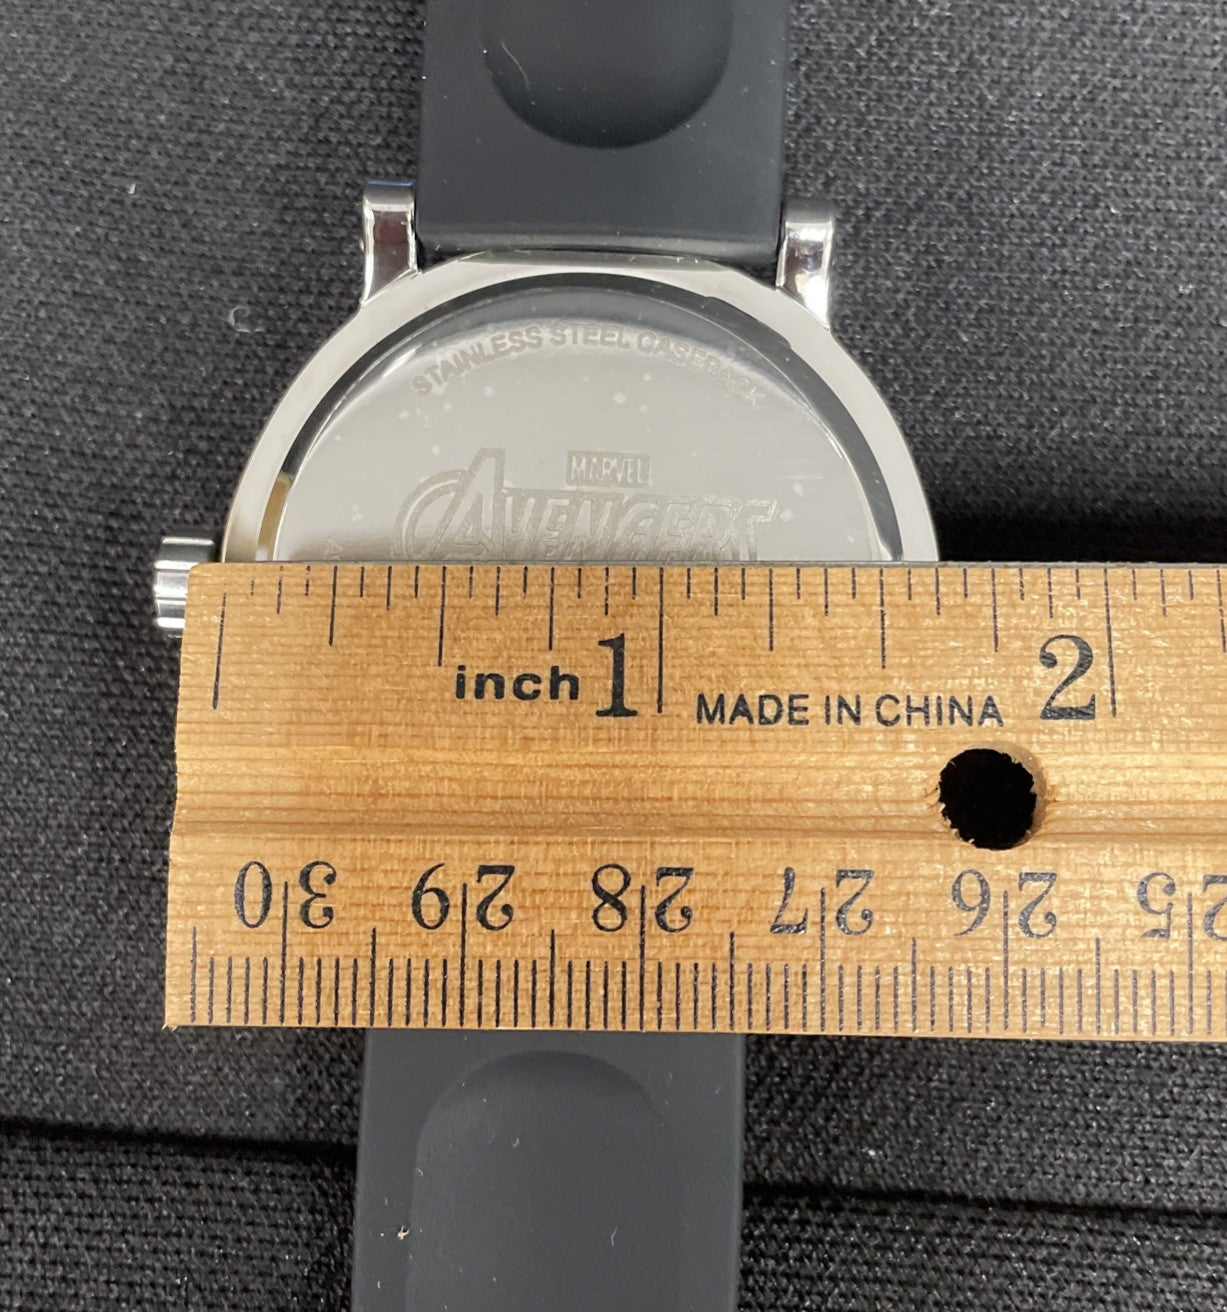 STAINLESS STEEL CASEBACK
MARVEL
AVENGERS
inch 1 MADE IN CHINA 2
30 29 28 27 26 25